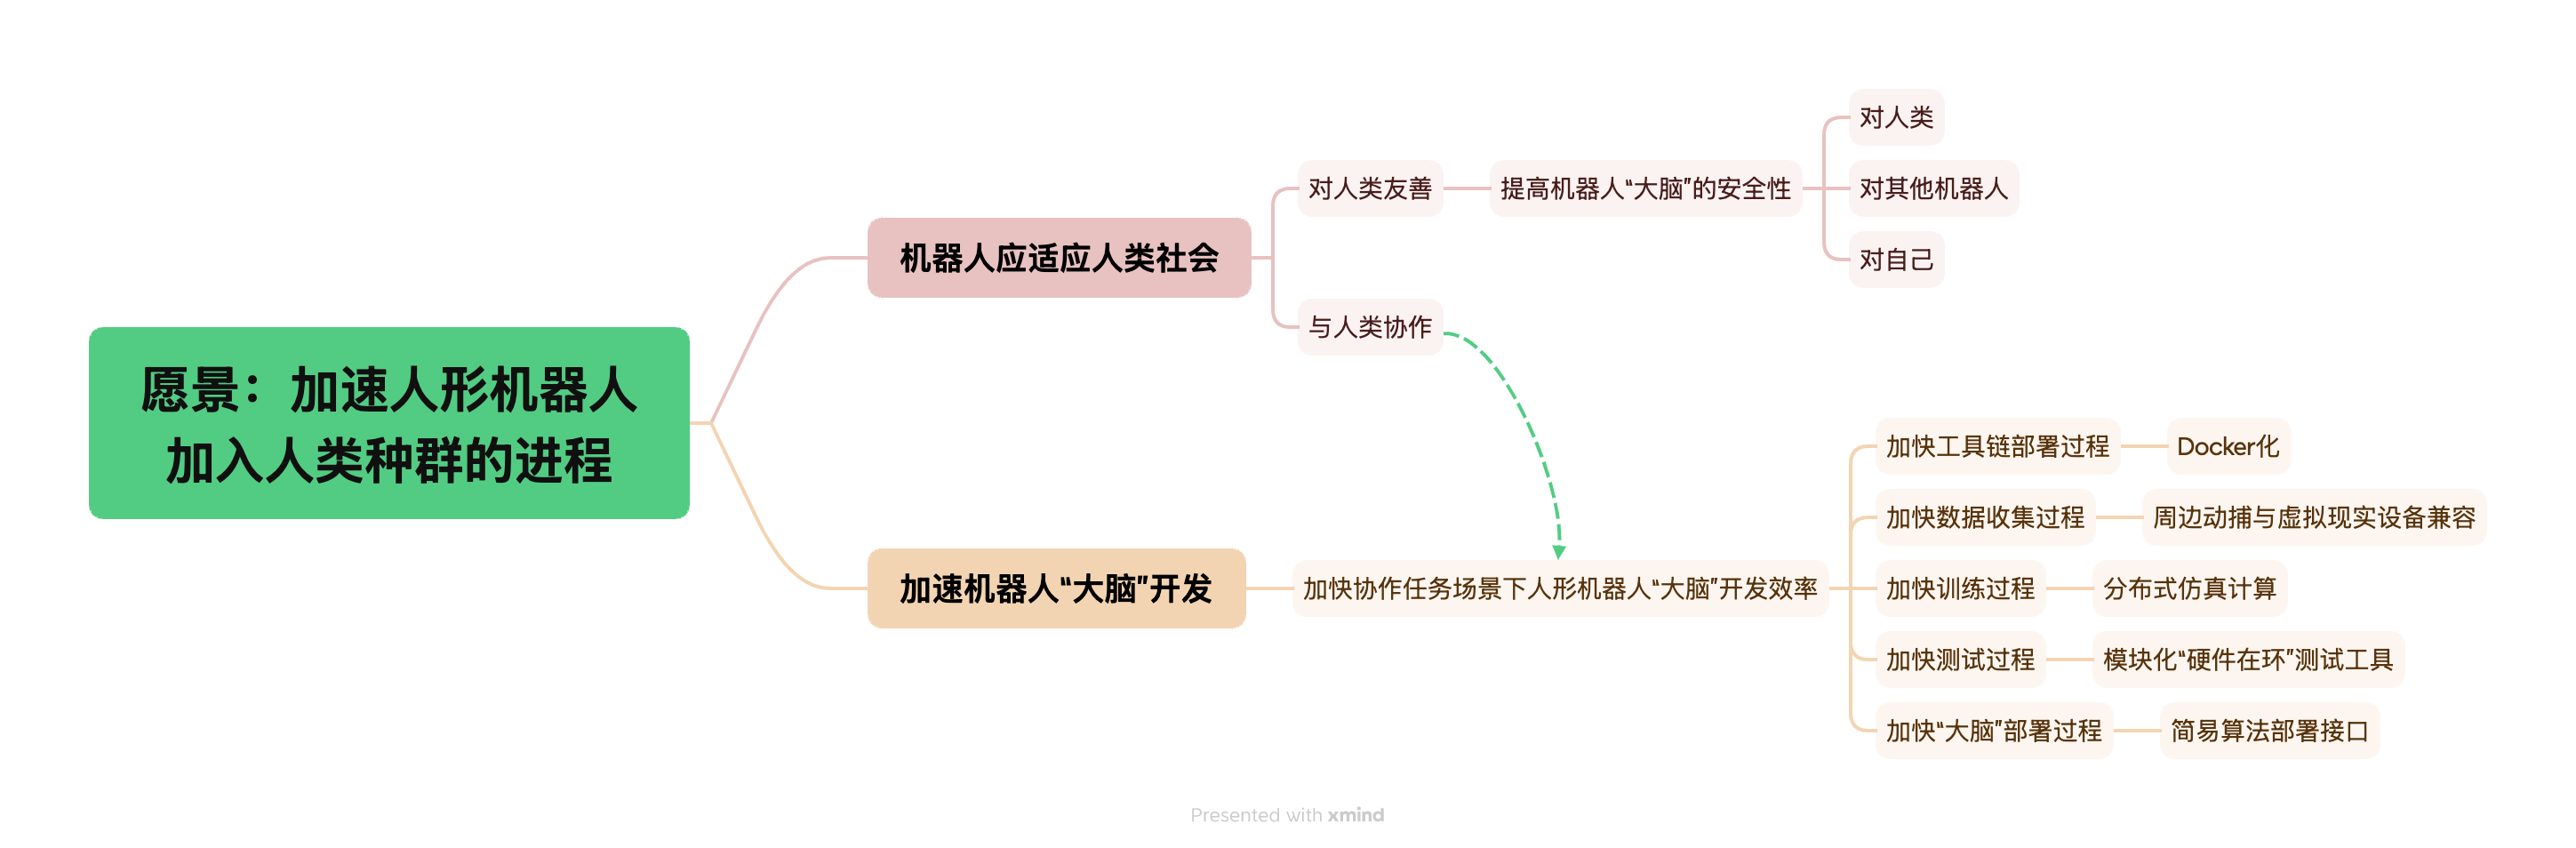 愿景：加速人形机器人
加入人类种群的进程
机器人应适应人类社会
对人类友善
提高机器人“大脑”的安全性
对人类
对其他机器人
对自己
与人类协作
加速机器人“大脑”开发
加快协作任务场景下人形机器人“大脑”开发效率
加快工具链部署过程
Docker化
加快数据收集过程
周边动捕与虚拟现实设备兼容
加快训练过程
分布式仿真计算
加快测试过程
模块化“硬件在环”测试工具
加快“大脑”部署过程
简易算法部署接口
Presented with xmind